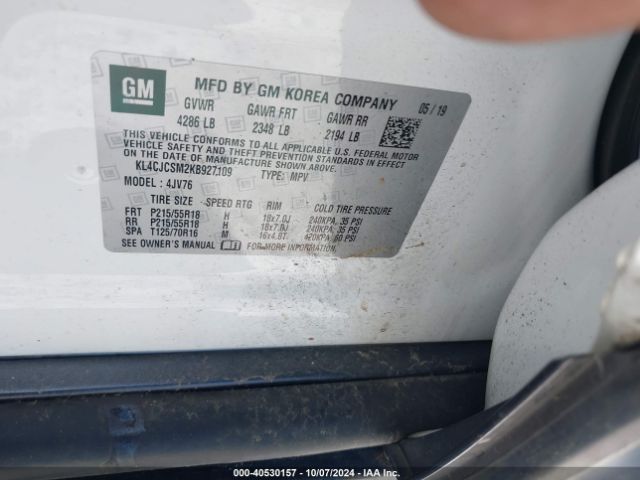 GM
MFD BY GM KOREA COMPANY 05/19
GVWR GAWR FRT GAWR RR
4286 LB 2348 LB 2194 LB
THIS VEHICLE CONFORMS TO ALL APPLICABLE U.S. FEDERAL MOTOR
VEHICLE SAFETY AND THEFT PREVENTION STANDARDS IN EFFECT
ON THE DATE OF MANUFACTURE SHOWN ABOVE.
KL4CJCSM2KB927109 TYPE: MPV
MODEL: 4JV76
TIRE SIZE SPEED RTG RIM COLD TIRE PRESSURE
FRT P215/55R18 H 18x7.0J 240KPA, 35 PSI
RR P215/55R18 H 18x7.0J 240KPA, 35 PSI
SPA T125/70R16 M 16x4.BT 420KPA, 60 PSI
SEE OWNER'S MANUAL FOR MORE INFORMATION.
000-40530157 - 10/07/2024 - IAA Inc.